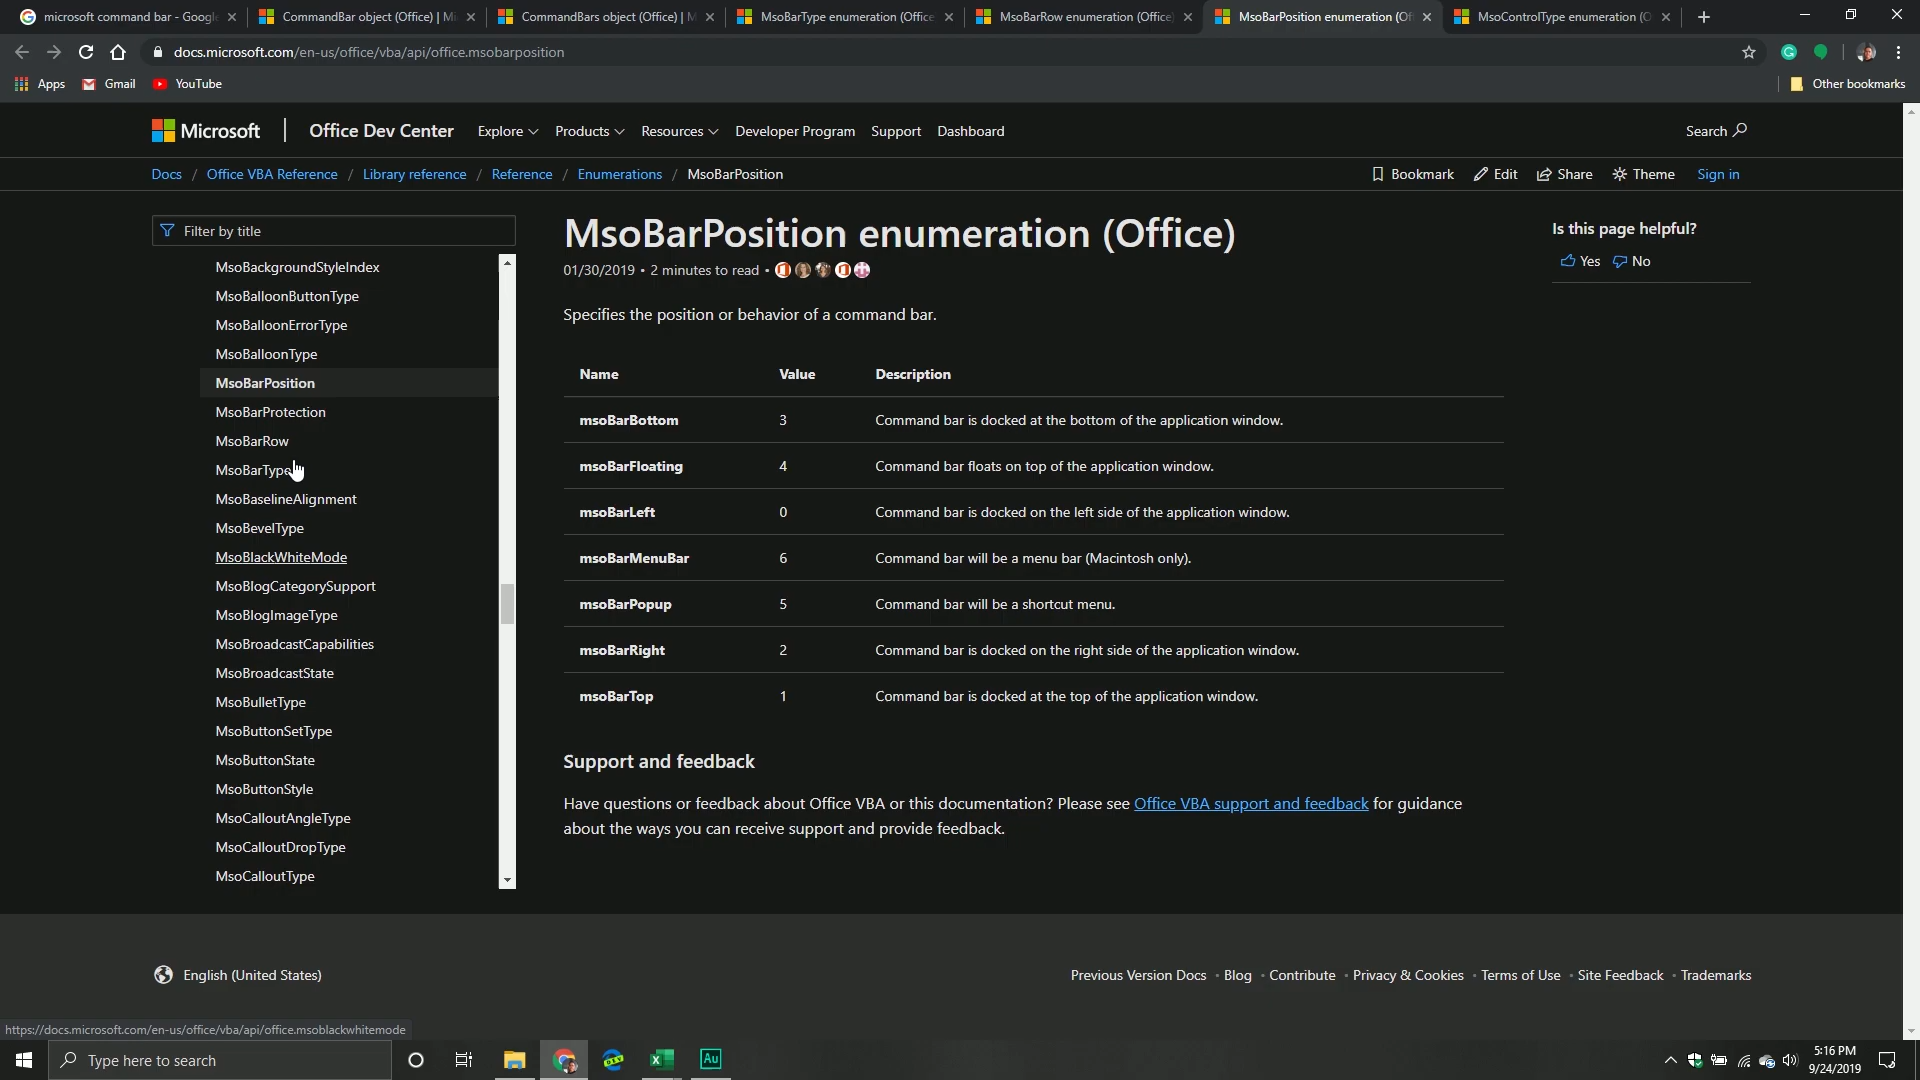 microsoft command bar - Google
CommandBar object (Office) | Mi
CommandBars object (Office) | M
MsoBarType enumeration (Office
MsoBarRow enumeration (Office
MsoBarPosition enumeration (Of
MsoControlType enumeration (O
docs.microsoft.com/en-us/office/vba/api/office.msobarposition
Apps
Gmail
YouTube
Other bookmarks
Microsoft
Office Dev Center
Explore
Products
Resources
Developer Program
Support
Dashboard
Search
Docs / Office VBA Reference / Library reference / Reference / Enumerations / MsoBarPosition
Bookmark
Edit
Share
Theme
Sign in
Filter by title
MsoBackgroundStyleIndex
MsoBalloonButtonType
MsoBalloonErrorType
MsoBalloonType
MsoBarPosition
MsoBarProtection
MsoBarRow
MsoBarType
MsoBaselineAlignment
MsoBevelType
MsoBlackWhiteMode
MsoBlogCategorySupport
MsoBlogImageType
MsoBroadcastCapabilities
MsoBroadcastState
MsoBulletType
MsoButtonSetType
MsoButtonState
MsoButtonStyle
MsoCalloutAngleType
MsoCalloutDropType
MsoCalloutType
MsoBarPosition enumeration (Office)
01/30/2019 • 2 minutes to read •
Specifies the position or behavior of a command bar.
Name Value Description
msoBarBottom 3 Command bar is docked at the bottom of the application window.
msoBarFloating 4 Command bar floats on top of the application window.
msoBarLeft 0 Command bar is docked on the left side of the application window.
msoBarMenuBar 6 Command bar will be a menu bar (Macintosh only).
msoBarPopup 5 Command bar will be a shortcut menu.
msoBarRight 2 Command bar is docked on the right side of the application window.
msoBarTop 1 Command bar is docked at the top of the application window.
Support and feedback
Have questions or feedback about Office VBA or this documentation? Please see Office VBA support and feedback for guidance
about the ways you can receive support and provide feedback.
Is this page helpful?
Yes No
English (United States)
Previous Version Docs • Blog • Contribute • Privacy & Cookies • Terms of Use • Site Feedback • Trademarks
https://docs.microsoft.com/en-us/office/vba/api/office.msoblackwhitemode
Type here to search
DEV
X
Au
5:16 PM
9/24/2019